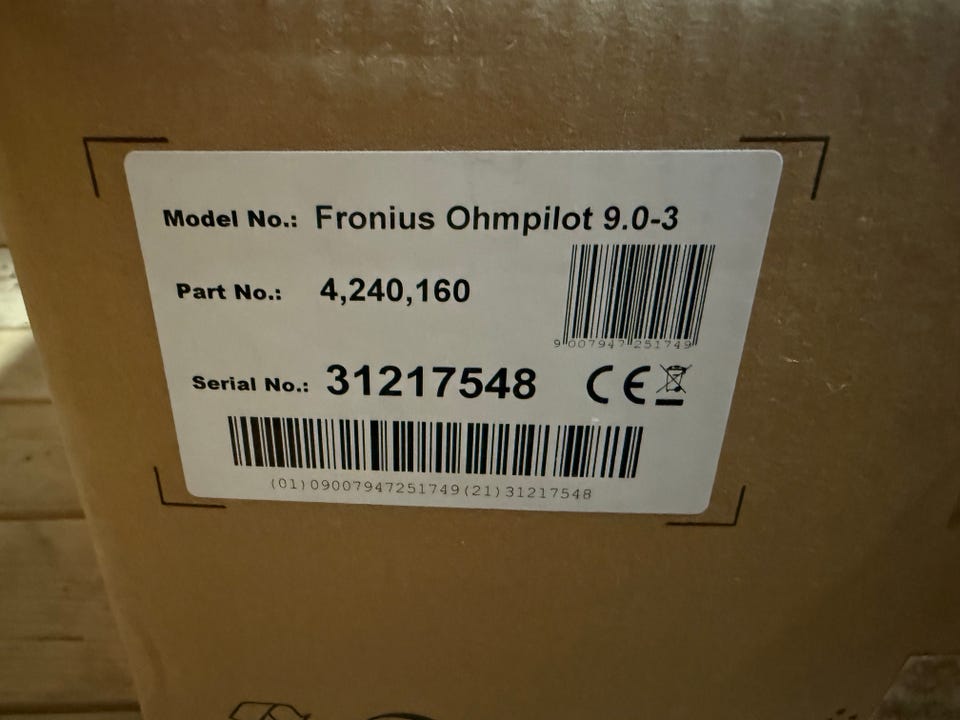 Model No.: Fronius Ohmpilot 9.0-3
Part No.: 4,240,160
9 007947 251749
Serial No.: 31217548 CE
(01)09007947251749(21)31217548